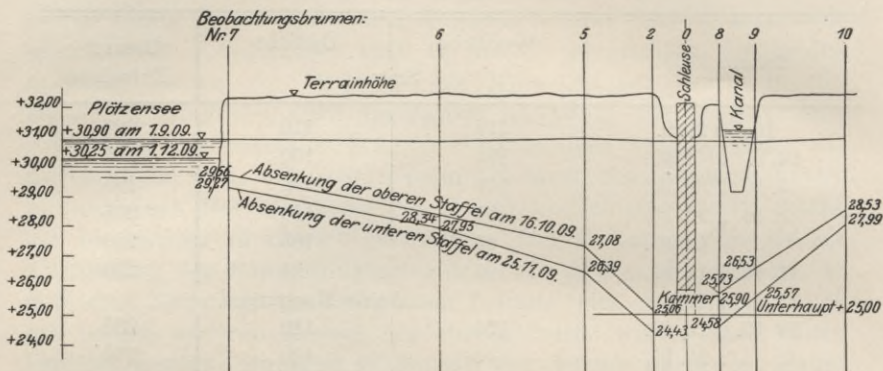 Beobachtungsbrunnen:
Nr. 7 6 5 2 0 8 9 10
Schleuse
Kanal
Terrainhöhe
+32,00
Plötzensee
+31,00
+30,90 am 1.9.09.
+30,25 am 1.12.09.
+30,00
29,66
29,27
+29,00
Absenkung der oberen Staffel am 16.10.09.
28,34
27,95
Absenkung der unteren Staffel am 25.11.09.
28,53
27,99
+28,00
27,08
+27,00
26,39
26,53
+26,00
25,73
Kammer
25,90
25,57
25,06
Unterhaupt+25,00
+25,00
24,43
24,58
+24,00